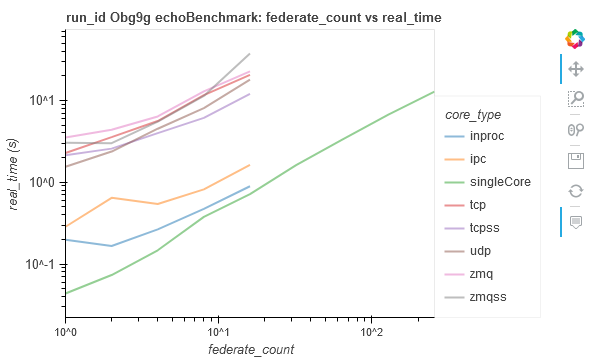 run_id Obg9g echoBenchmark: federate_count vs real_time
real_time (s)
10^1
10^0
10^-1
10^0
10^1
10^2
federate_count
core_type
inproc
ipc
singleCore
tcp
tcpss
udp
zmq
zmqss